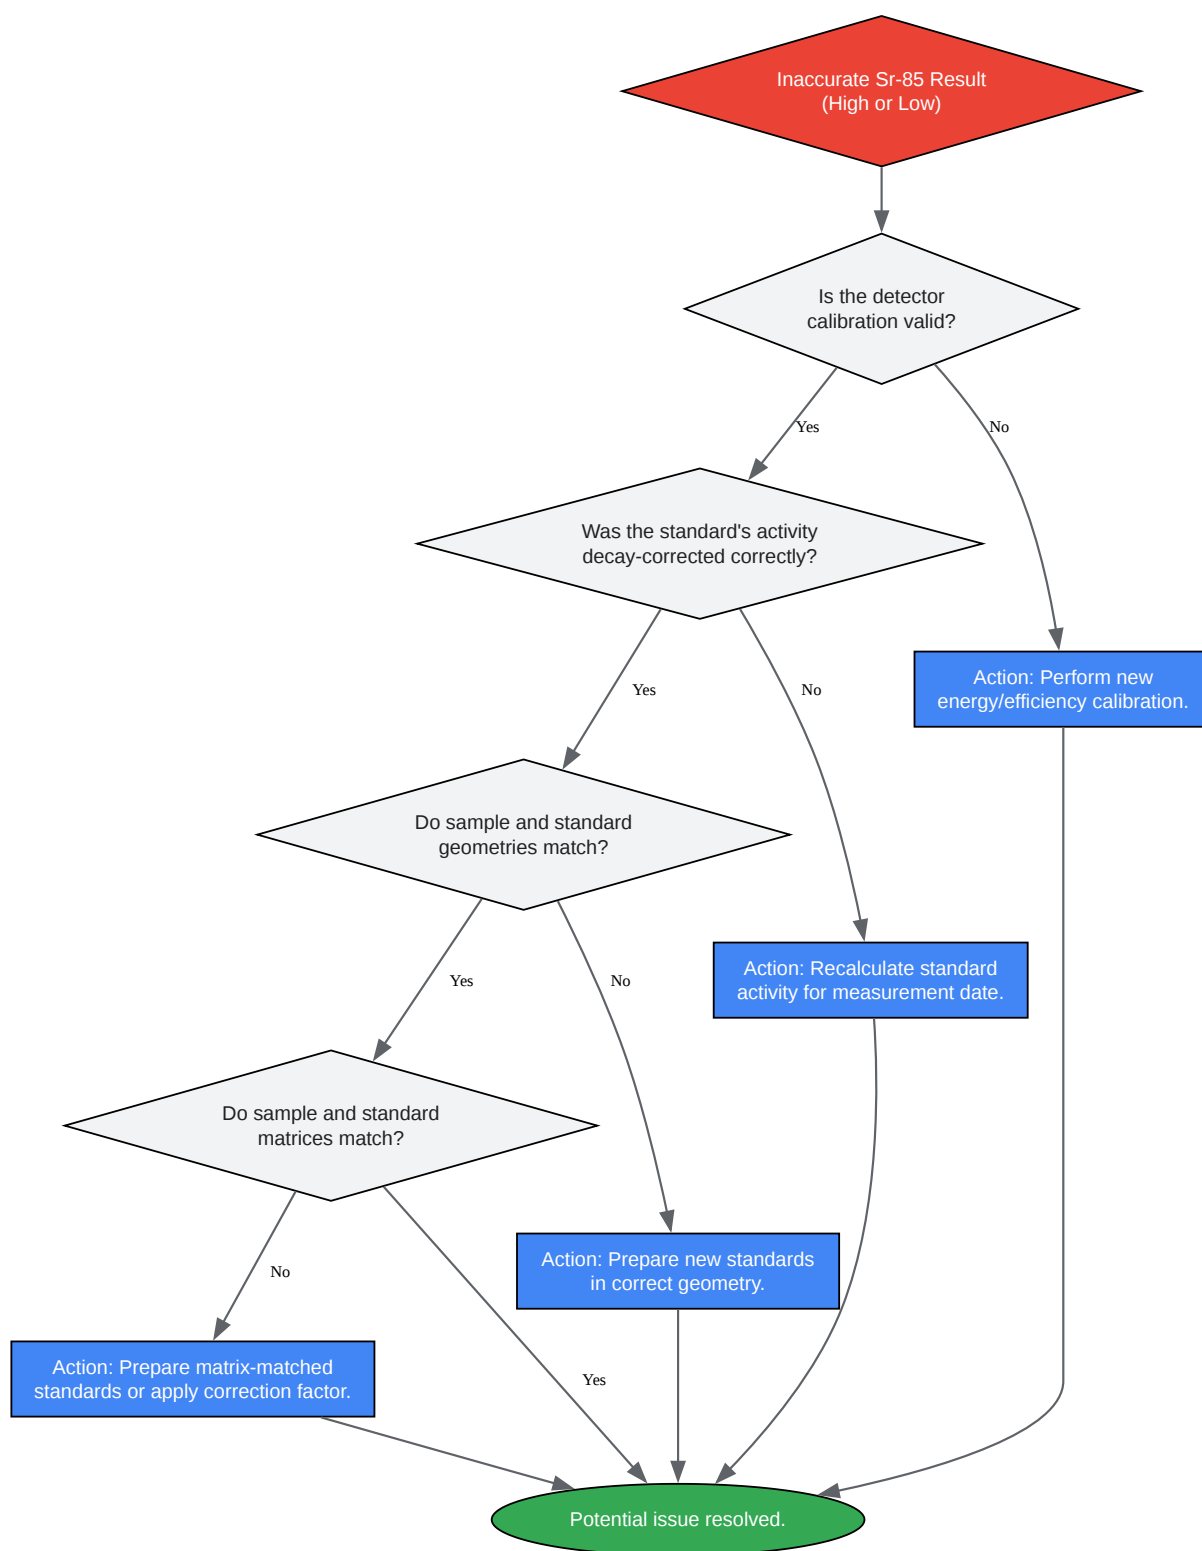 Inaccurate Sr-85 Result
(High or Low)
Is the detector
calibration valid?
Yes
No
Was the standard's activity
decay-corrected correctly?
Yes
No
Action: Perform new
energy/efficiency calibration.
Do sample and standard
geometries match?
Yes
No
Action: Recalculate standard
activity for measurement date.
Do sample and standard
matrices match?
No
Yes
Action: Prepare new standards
in correct geometry.
Action: Prepare matrix-matched
standards or apply correction factor.
Potential issue resolved.